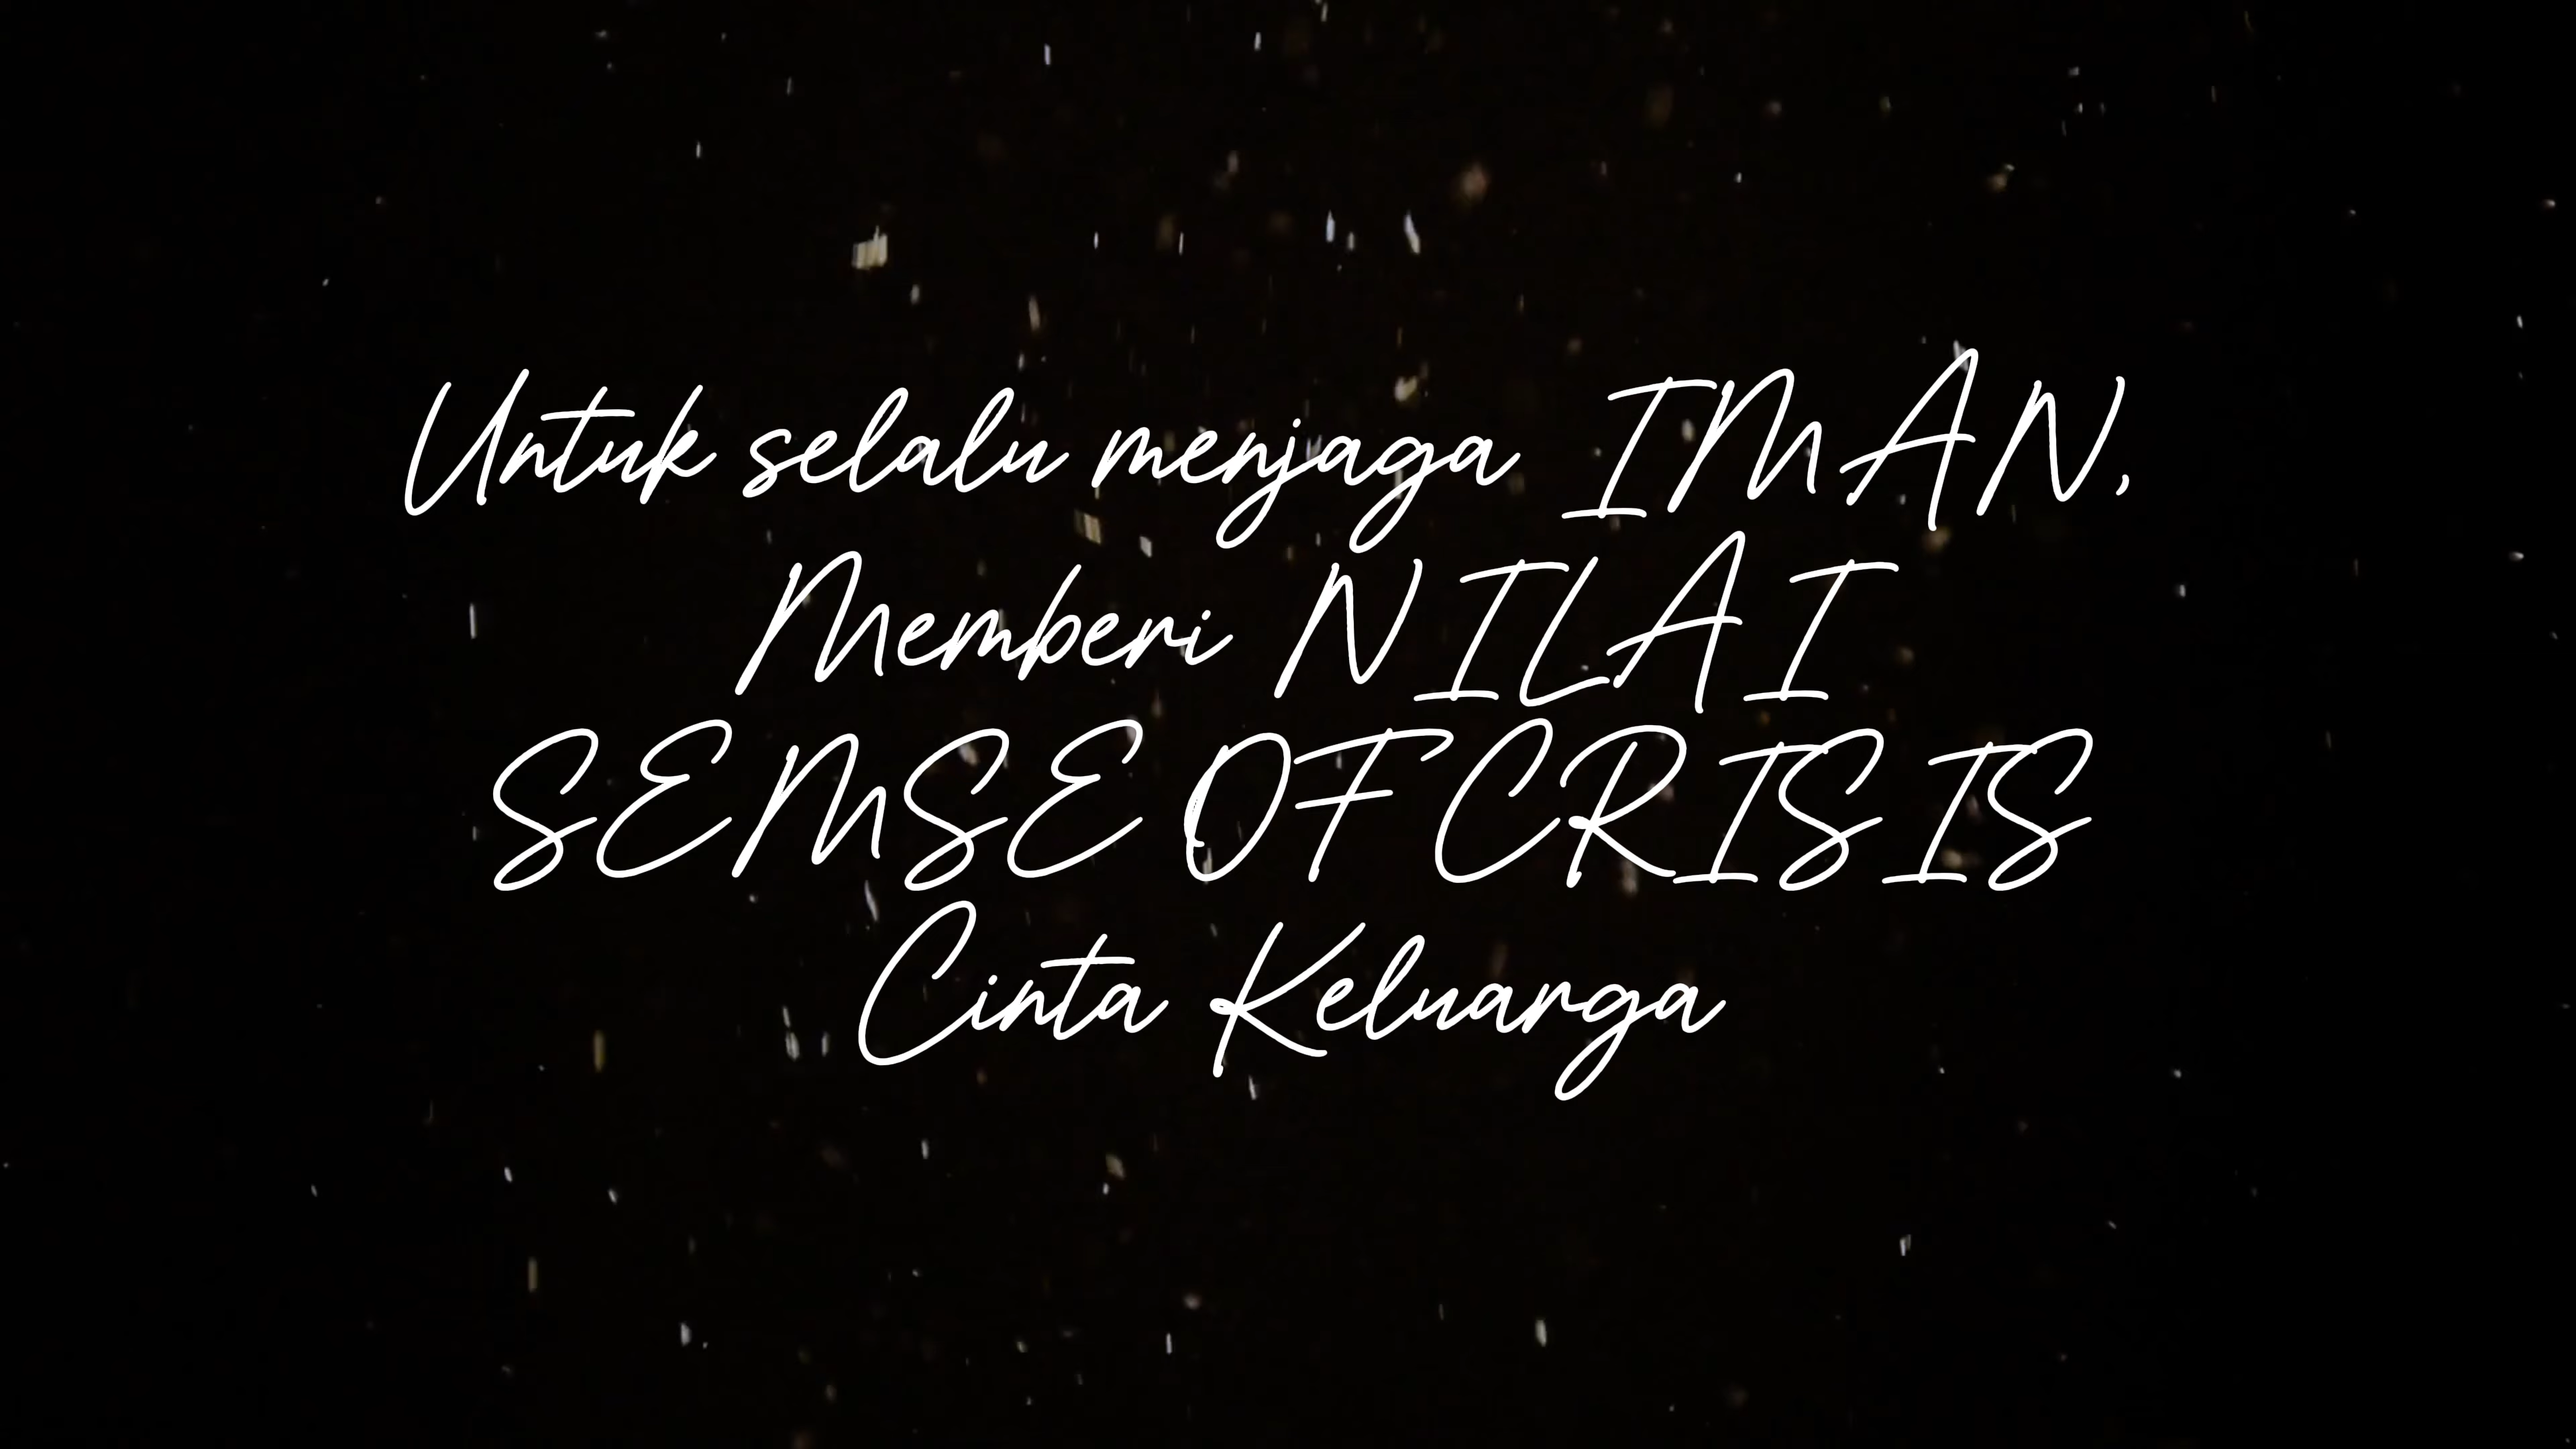 Untuk selalu menjaga IMAN,
Memberi NILAI
SEMSE OF CRISIS
Cinta Keluarga